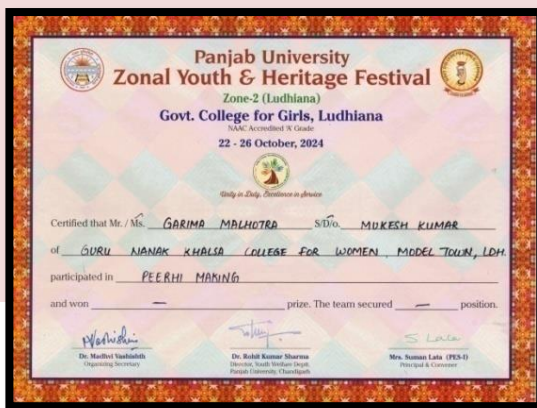 Panjab University
Zonal Youth & Heritage Festival
Zone-2 (Ludhiana)
Govt. College for Girls, Ludhiana
NAAC Accredited 'A' Grade
22 - 26 October, 2024
Unity in Duty, Excellence in Service
Certified that Mr. / Ms. GARIMA MALHOTRA S/D/o. MUKESH KUMAR
of GURU NANAK KHALSA COLLEGE FOR WOMEN, MODEL TOWN, LDH.
participated in PEERHI MAKING
and won — prize. The team secured — position.
Dr. Madhvi Vashishth
Organizing Secretary
Dr. Rohit Kumar Sharma
Director, Youth Welfare Deptt.
Panjab University, Chandigarh
S Lata
Mrs. Suman Lata (PES-I)
Principal & Convener